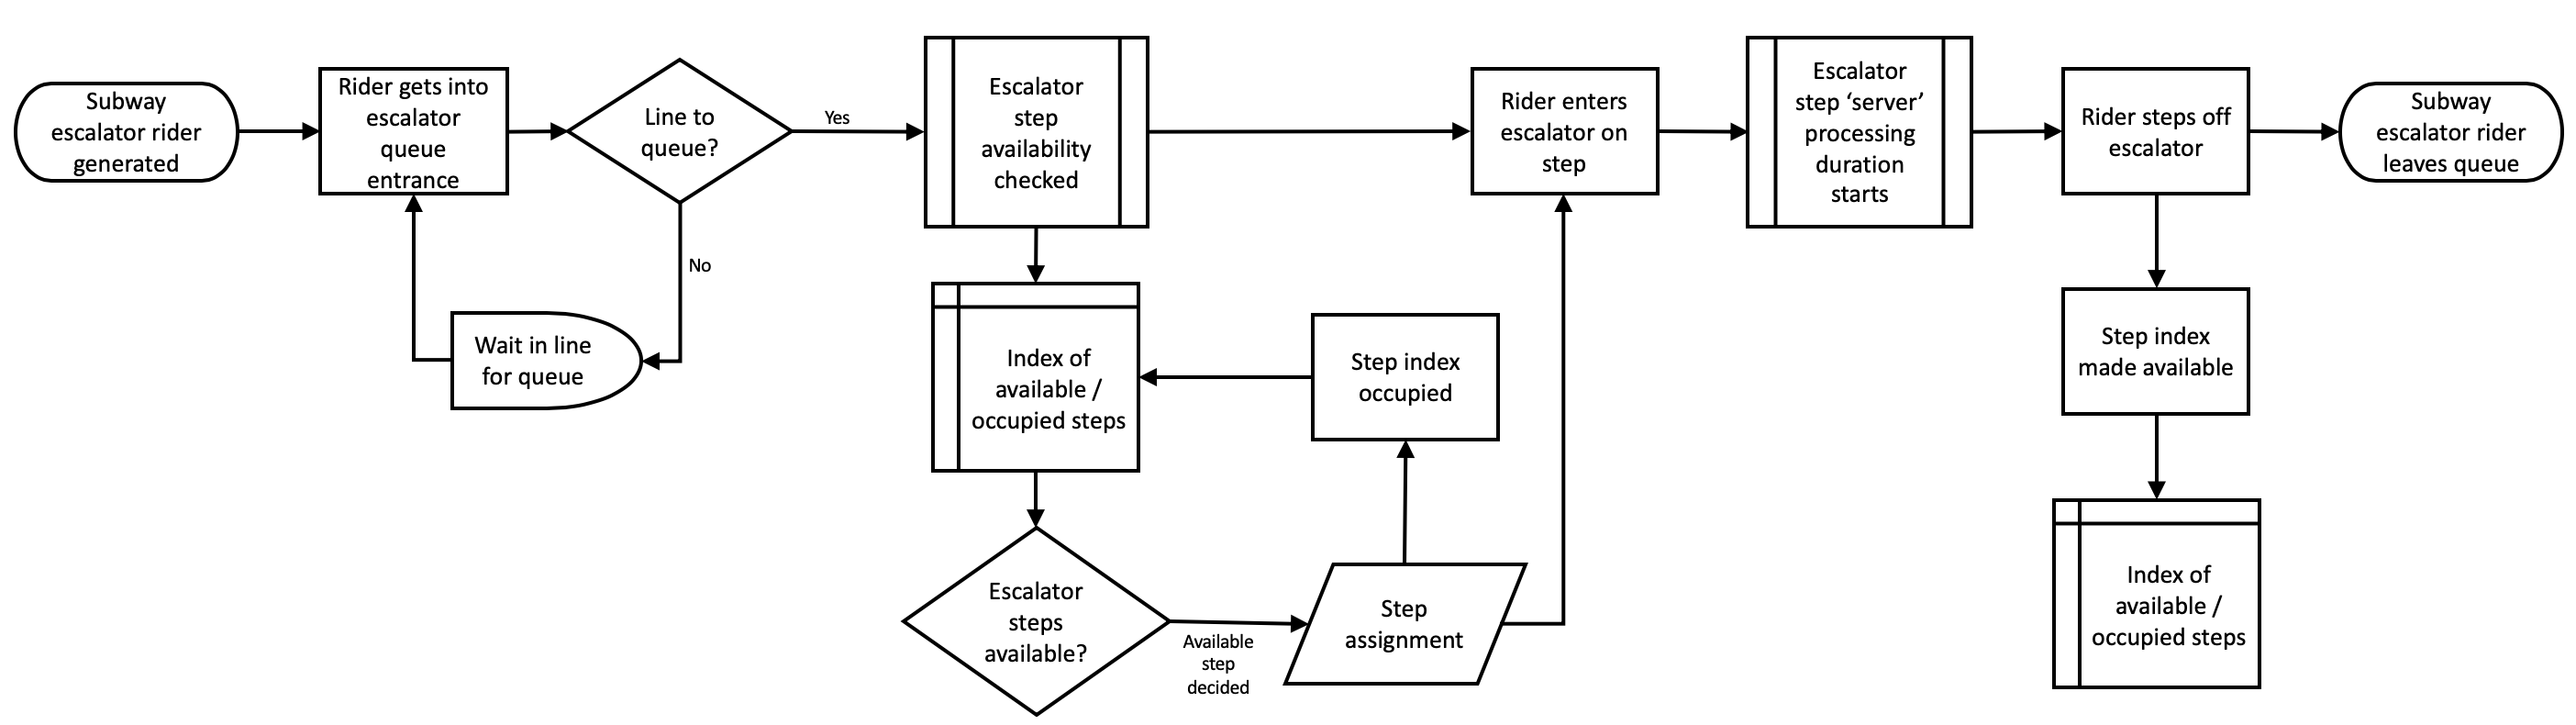 Subway
escalator rider
generated
Rider gets into
escalator
queue
entrance
Line to
queue?
Yes
No
Wait in line
for queue
Escalator
step
availability
checked
Index of
available /
occupied steps
Escalator
steps
available?
Available
step
decided
Step
assignment
Step index
occupied
Rider enters
escalator on
step
Escalator
step ‘server’
processing
duration
starts
Rider steps off
escalator
Subway
escalator rider
leaves queue
Step index
made available
Index of
available /
occupied steps